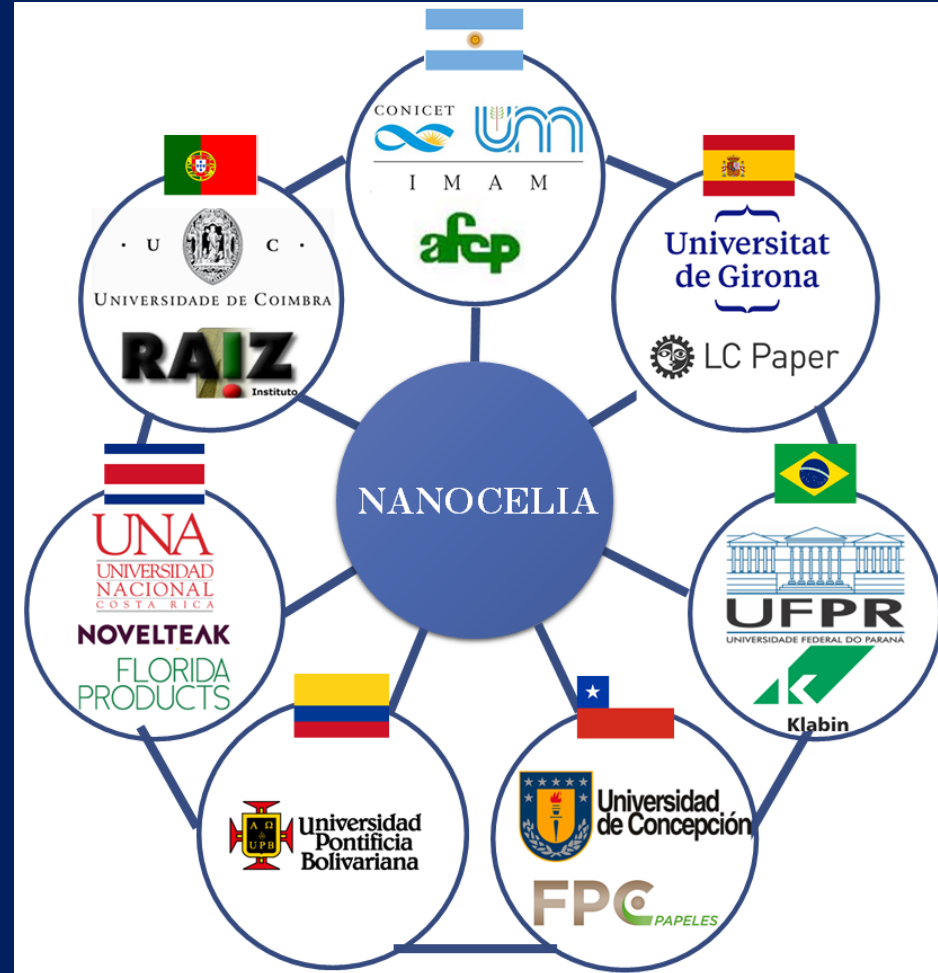 CONICET
UM
I M A M
afcp
Universitat
de Girona
LC Paper
UFPR
UNIVERSIDADE FEDERAL DO PARANÁ
Klabin
Universidad
de Concepción
FPC PAPELES
Α Ω
UPB
Universidad
Pontificia
Bolivariana
UNA
UNIVERSIDAD
NACIONAL
COSTA RICA
NOVELTEAK
FLORIDA
PRODUCTS
· U C ·
UNIVERSIDADE DE COIMBRA
RAIZ
Instituto
NANOCELIA